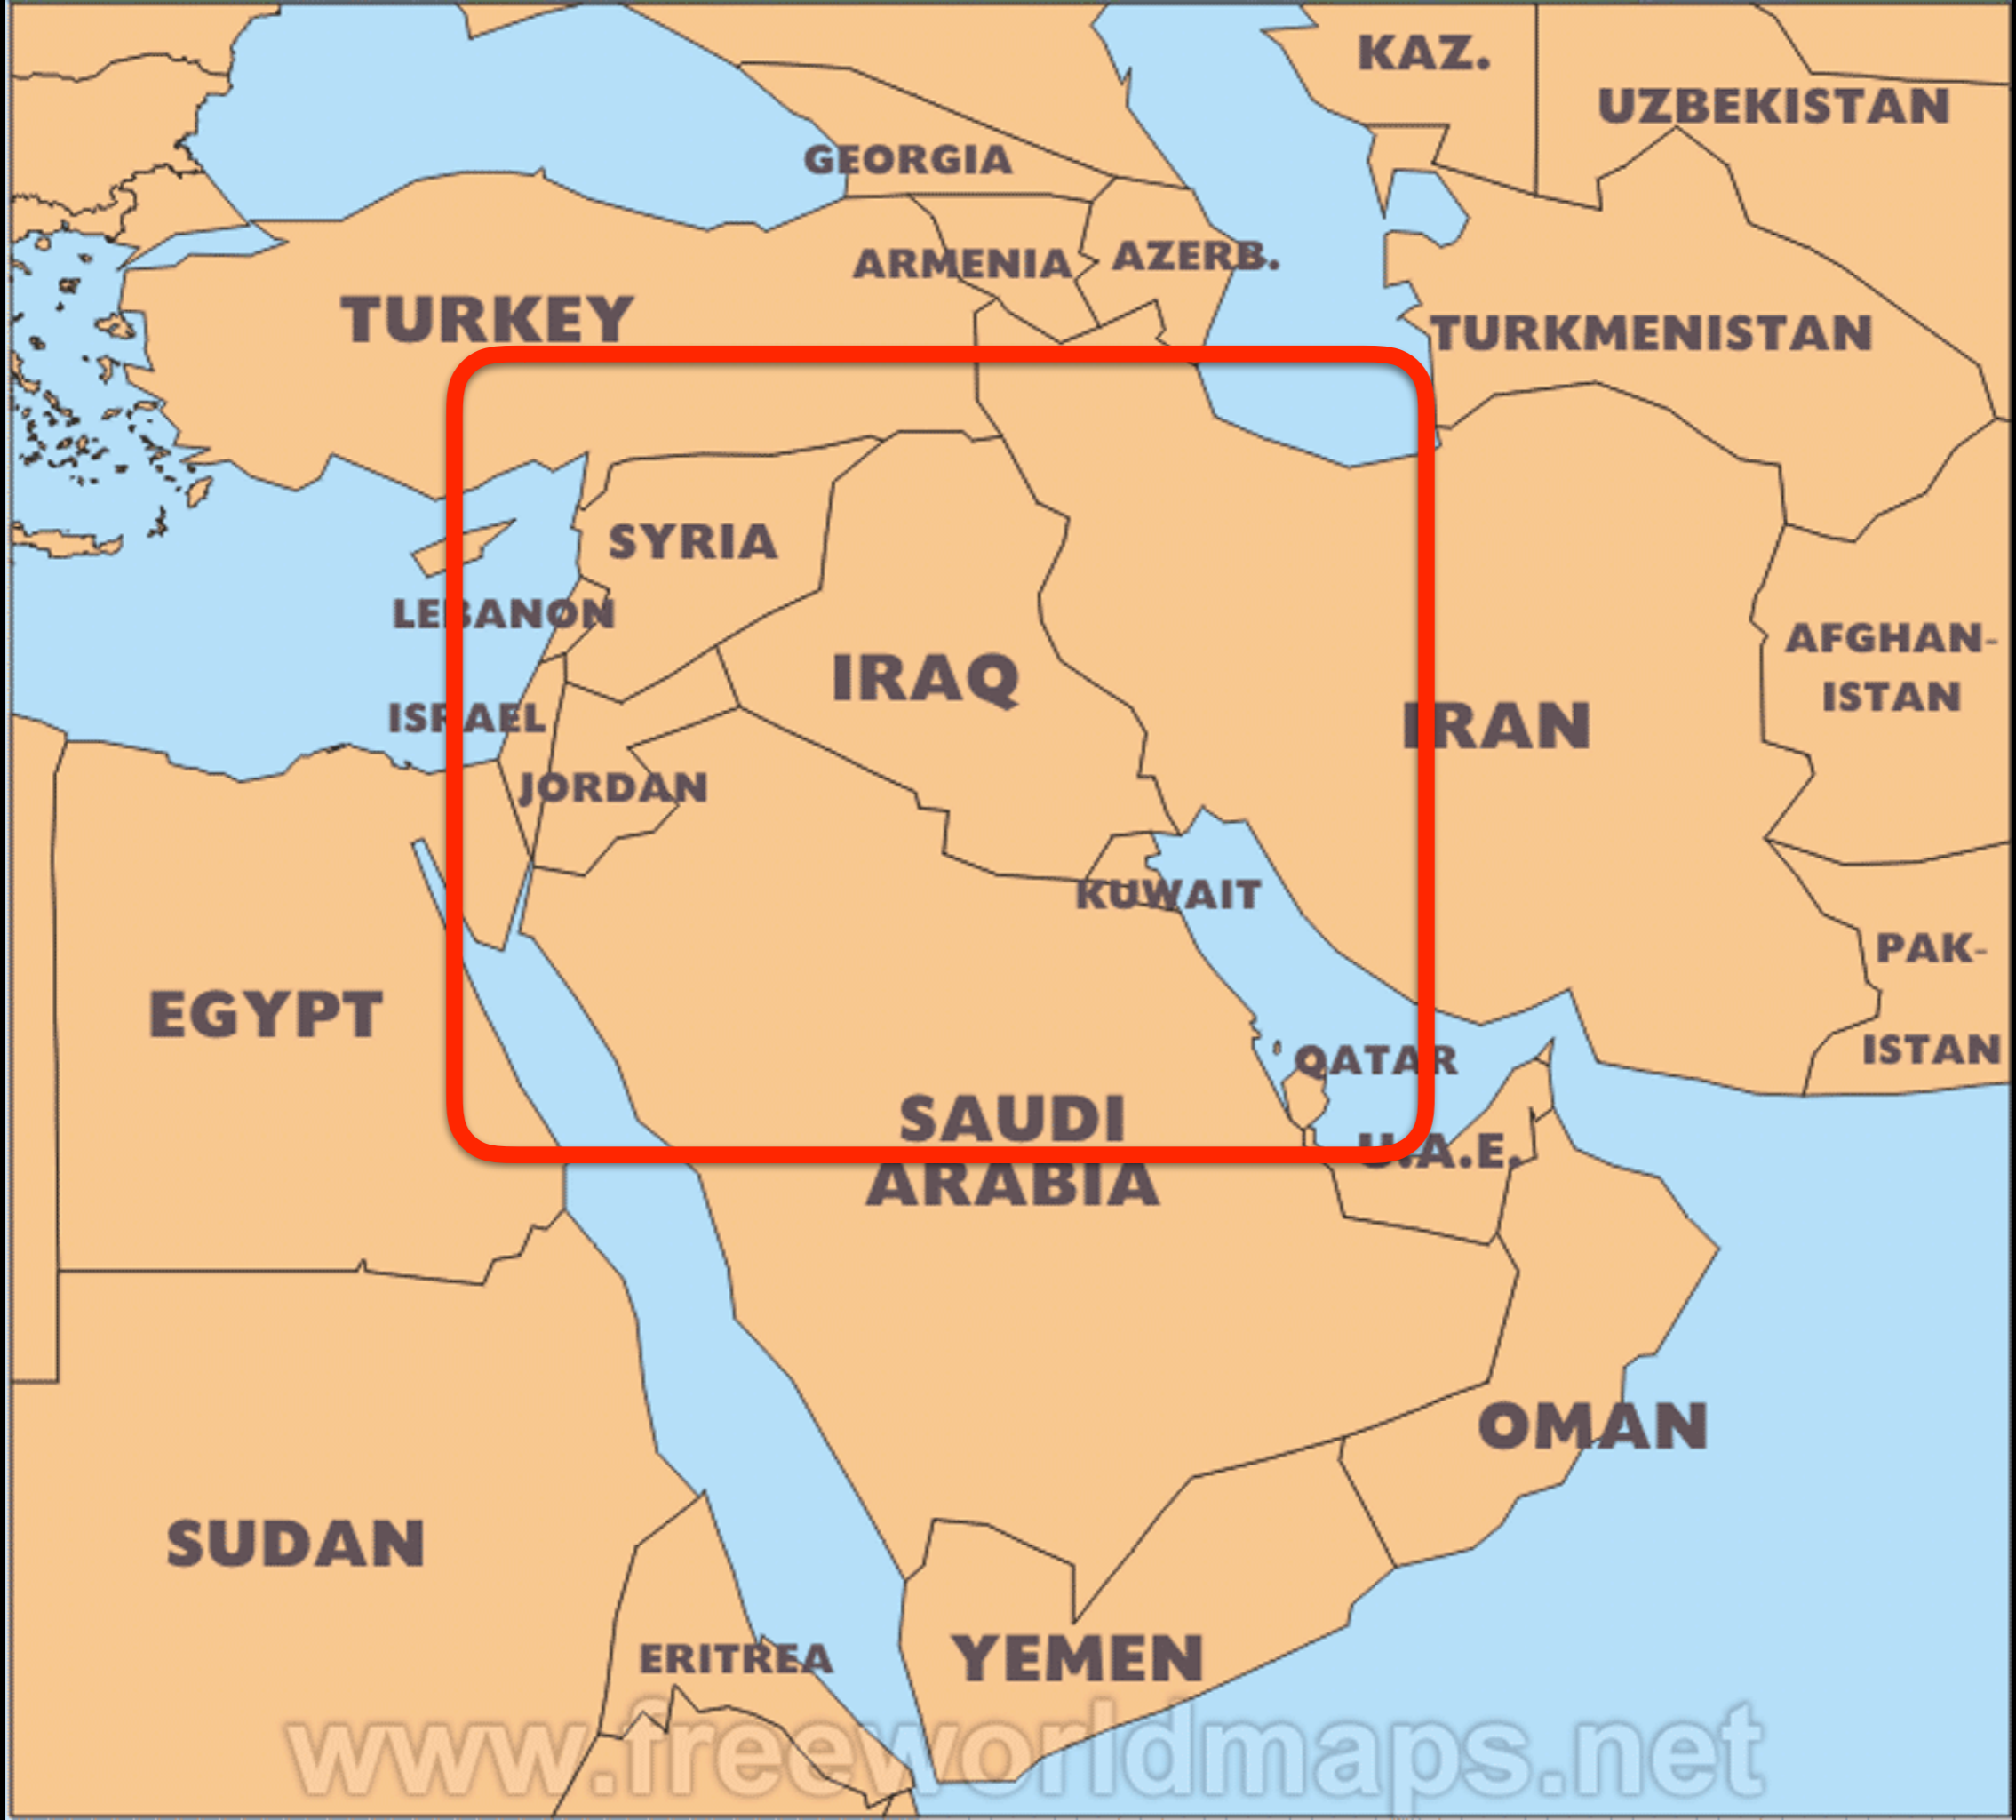 KAZ.
UZBEKISTAN
GEORGIA
ARMENIA
AZERB.
TURKEY
TURKMENISTAN
SYRIA
LEBANON
AFGHAN-
ISTAN
IRAQ
ISRAEL
IRAN
JORDAN
KUWAIT
PAK-
ISTAN
EGYPT
QATAR
SAUDI
ARABIA
U.A.E.
OMAN
SUDAN
ERITREA
YEMEN
www.freeworldmaps.net